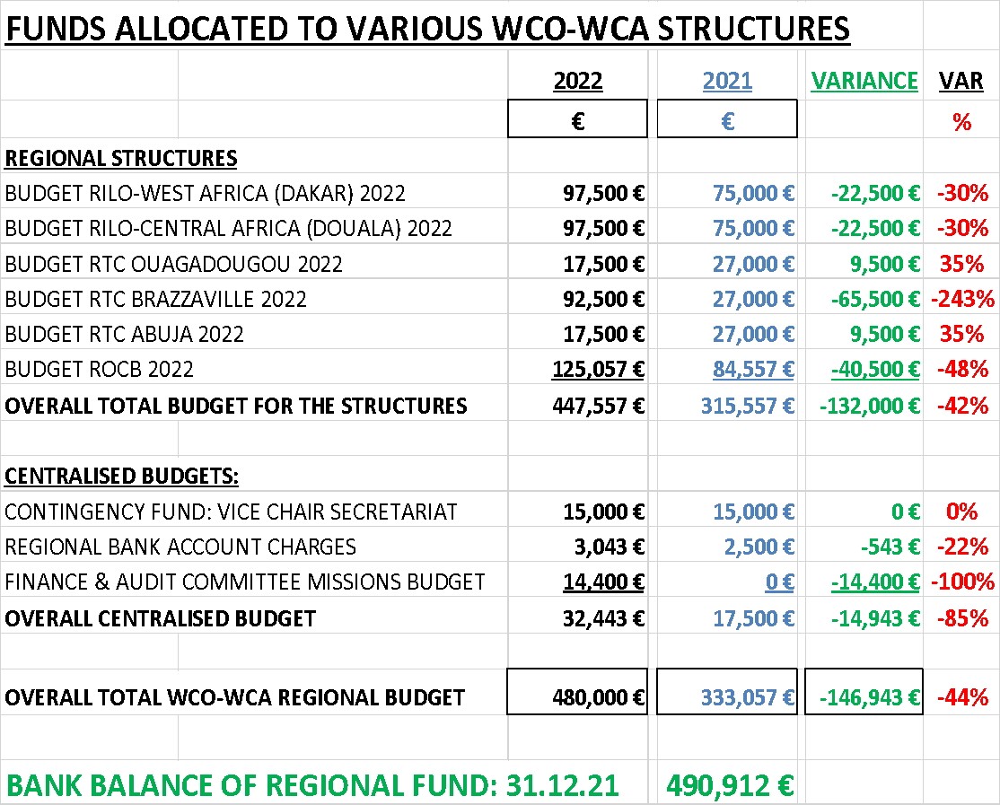 FUNDS ALLOCATED TO VARIOUS WCO-WCA STRUCTURES
2022 2021 VARIANCE VAR
€ € %
REGIONAL STRUCTURES
BUDGET RILO-WEST AFRICA (DAKAR) 2022 97,500 € 75,000 € -22,500 € -30%
BUDGET RILO-CENTRAL AFRICA (DOUALA) 2022 97,500 € 75,000 € -22,500 € -30%
BUDGET RTC OUAGADOUGOU 2022 17,500 € 27,000 € 9,500 € 35%
BUDGET RTC BRAZZAVILLE 2022 92,500 € 27,000 € -65,500 € -243%
BUDGET RTC ABUJA 2022 17,500 € 27,000 € 9,500 € 35%
BUDGET ROCB 2022 125,057 € 84,557 € -40,500 € -48%
OVERALL TOTAL BUDGET FOR THE STRUCTURES 447,557 € 315,557 € -132,000 € -42%
CENTRALISED BUDGETS:
CONTINGENCY FUND: VICE CHAIR SECRETARIAT 15,000 € 15,000 € 0 € 0%
REGIONAL BANK ACCOUNT CHARGES 3,043 € 2,500 € -543 € -22%
FINANCE & AUDIT COMMITTEE MISSIONS BUDGET 14,400 € 0 € -14,400 € -100%
OVERALL CENTRALISED BUDGET 32,443 € 17,500 € -14,943 € -85%
OVERALL TOTAL WCO-WCA REGIONAL BUDGET 480,000 € 333,057 € -146,943 € -44%
BANK BALANCE OF REGIONAL FUND: 31.12.21 490,912 €